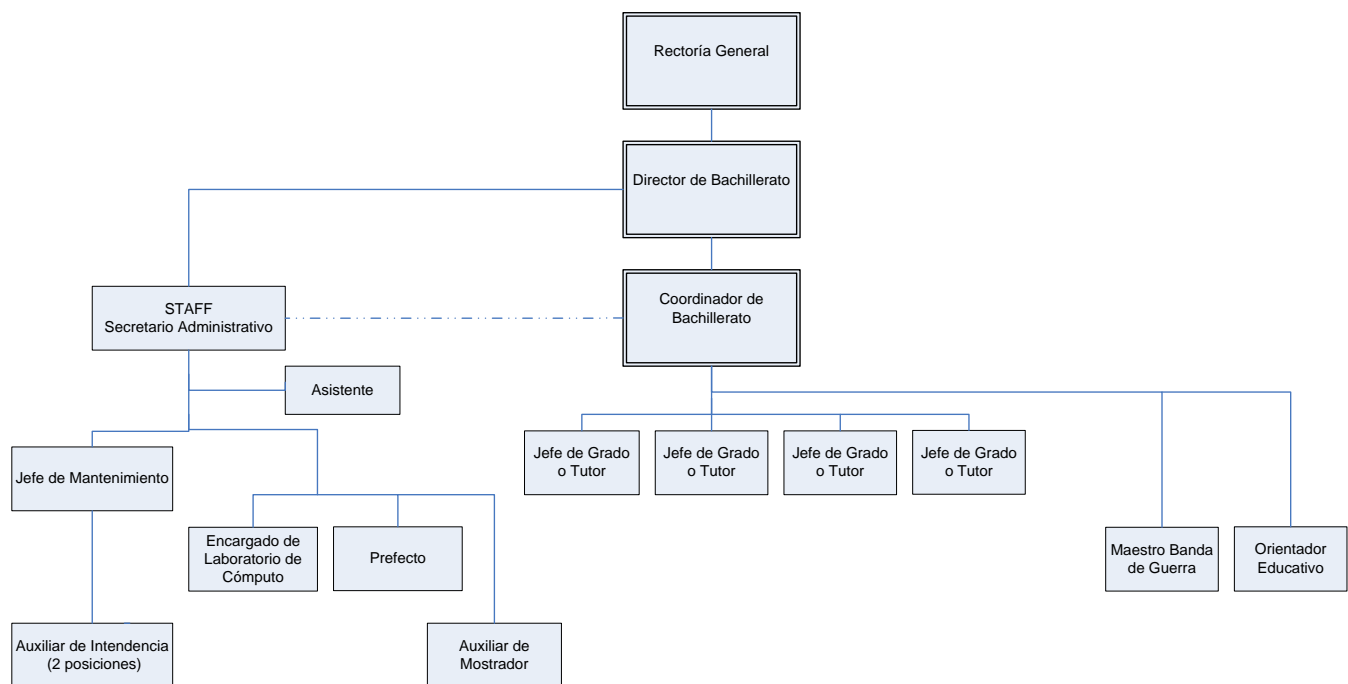 Rectoría General
Director de Bachillerato
Coordinador de
Bachillerato
STAFF
Secretario Administrativo
Asistente
Jefe de Mantenimiento
Jefe de Grado
o Tutor
Jefe de Grado
o Tutor
Jefe de Grado
o Tutor
Jefe de Grado
o Tutor
Encargado de
Laboratorio de
Cómputo
Prefecto
Maestro Banda
de Guerra
Orientador
Educativo
Auxiliar de Intendencia
(2 posiciones)
Auxiliar de
Mostrador